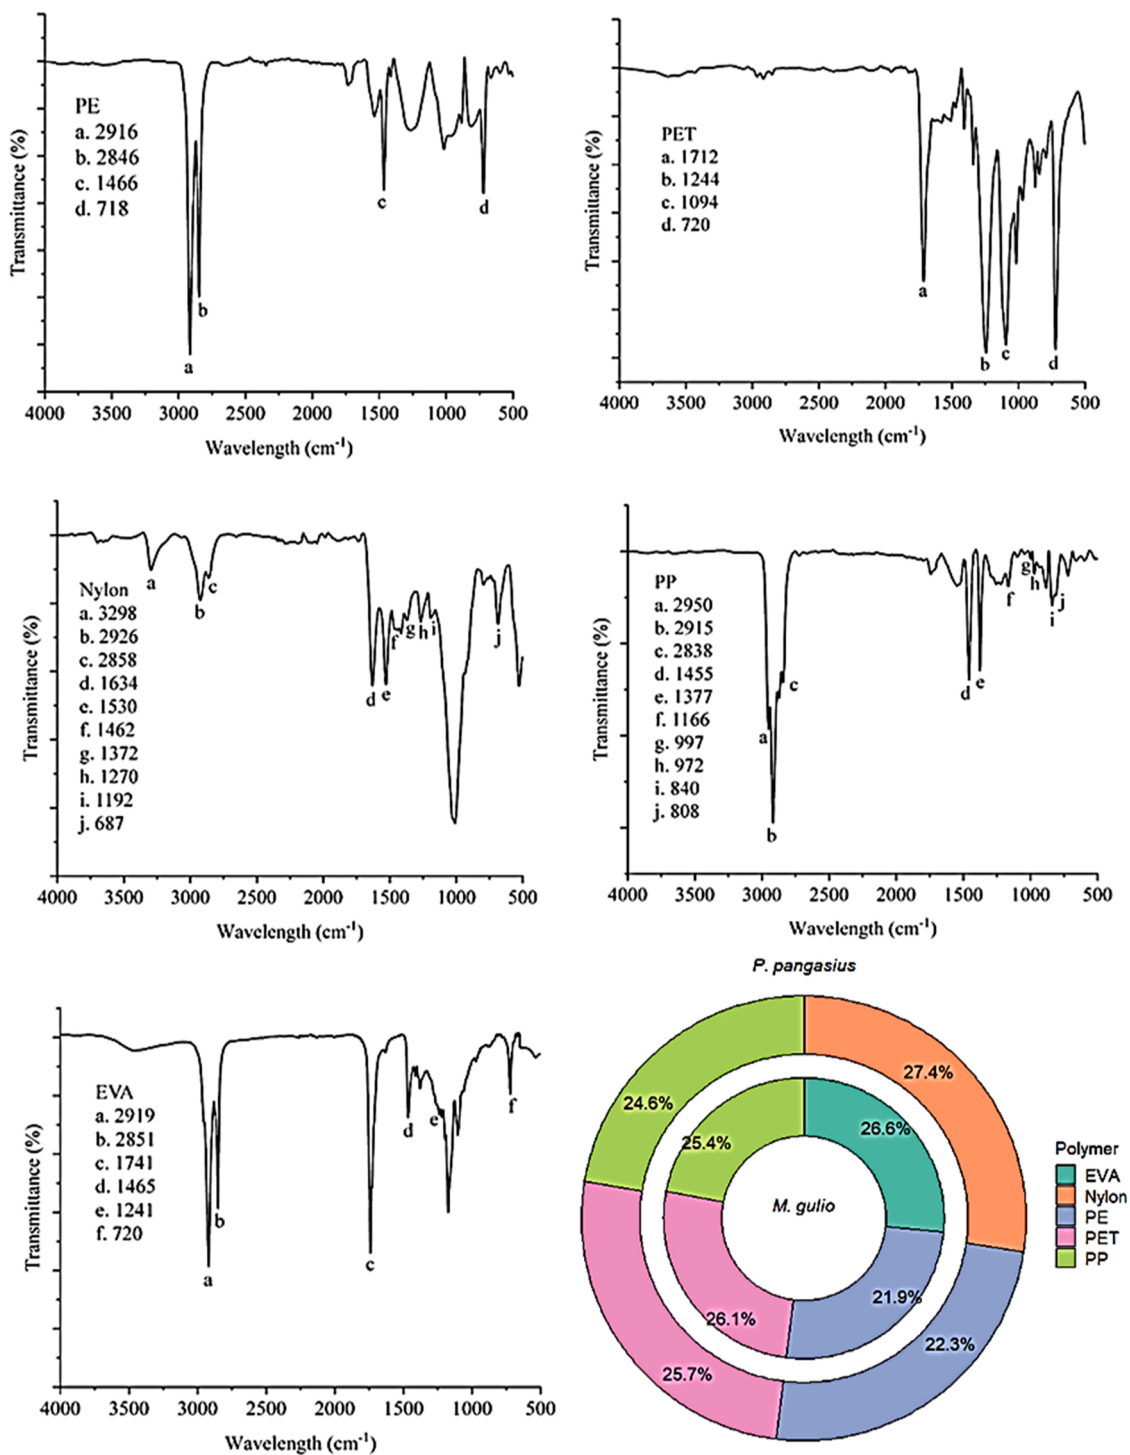 Transmittance (%)
PE
a. 2916
b. 2846
c. 1466
d. 718
a
b
c
d
4000 3500 3000 2500 2000 1500 1000 500
Wavelength (cm-1)
Transmittance (%)
PET
a. 1712
b. 1244
c. 1094
d. 720
a
b
c
d
4000 3500 3000 2500 2000 1500 1000 500
Wavelength (cm-1)
Transmittance (%)
Nylon
a. 3298
b. 2926
c. 2858
d. 1634
e. 1530
f. 1462
g. 1372
h. 1270
i. 1192
j. 687
a
b
c
d
e
f
g
h
i
j
4000 3500 3000 2500 2000 1500 1000 500
Wavelength (cm-1)
Transmittance (%)
PP
a. 2950
b. 2915
c. 2838
d. 1455
e. 1377
f. 1166
g. 997
h. 972
i. 840
j. 808
a
b
c
d
e
f
g
h
i
j
4000 3500 3000 2500 2000 1500 1000 500
Wavelength (cm-1)
Transmittance (%)
EVA
a. 2919
b. 2851
c. 1741
d. 1465
e. 1241
f. 720
a
b
c
d
e
f
4000 3500 3000 2500 2000 1500 1000 500
Wavelength (cm-1)
P. pangasius
27.4%
24.6%
26.6%
25.4%
M. gulio
21.9%
26.1%
22.3%
25.7%
Polymer
EVA
Nylon
PE
PET
PP